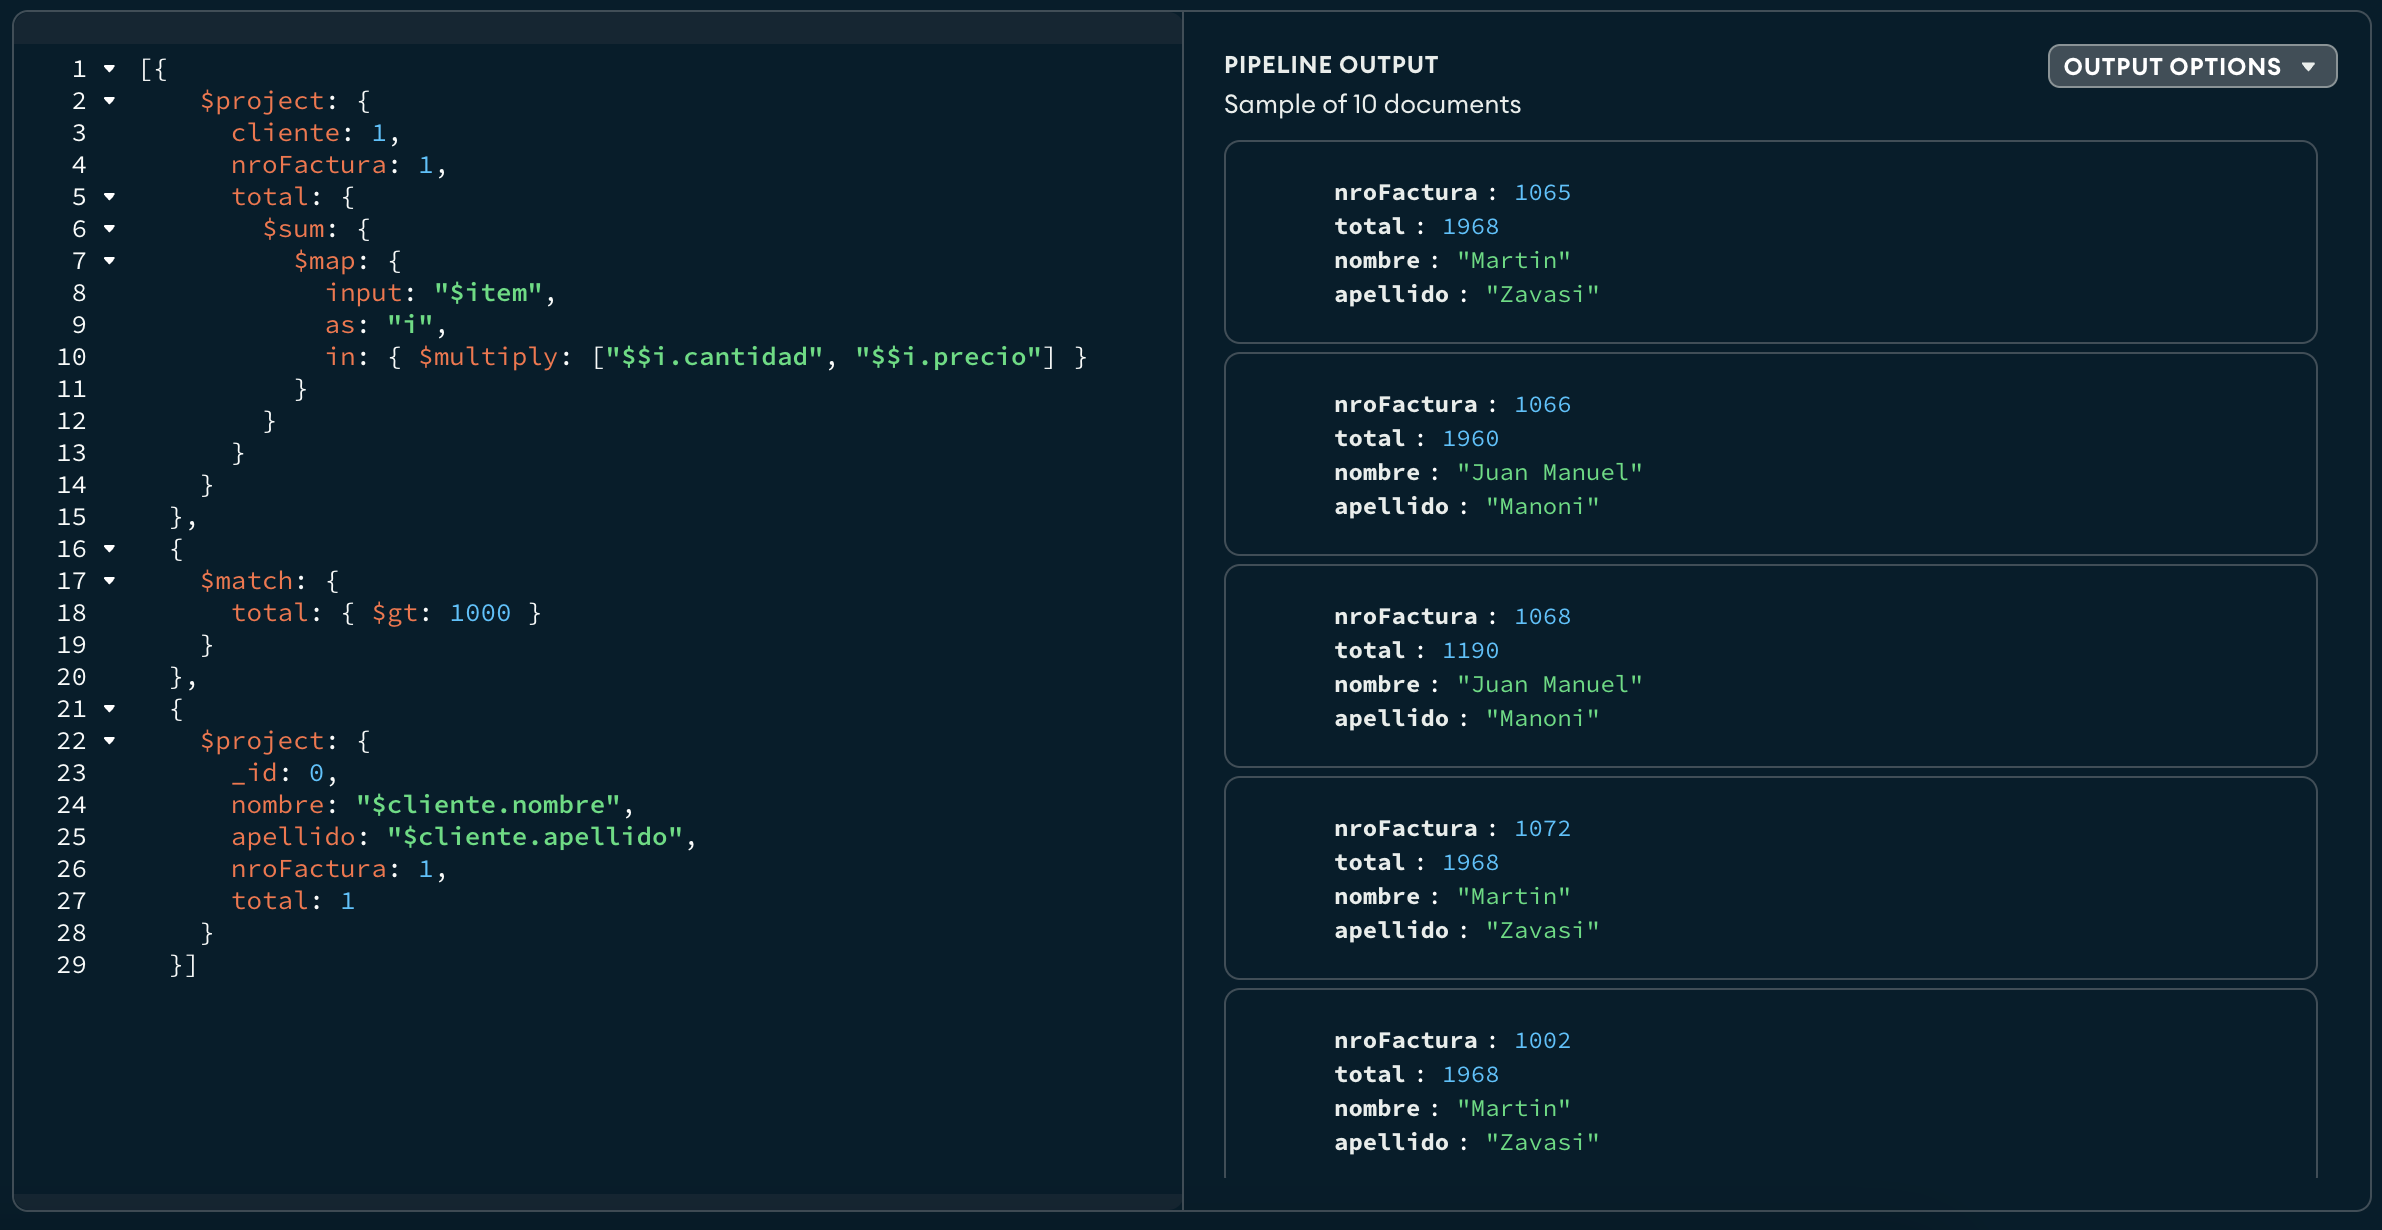 1 [{
2     $project: {
3       cliente: 1,
4       nroFactura: 1,
5       total: {
6         $sum: {
7           $map: {
8             input: "$item",
9             as: "i",
10             in: { $multiply: ["$$i.cantidad", "$$i.precio"] }
11           }
12         }
13       }
14     }
15   },
16   {
17     $match: {
18       total: { $gt: 1000 }
19     }
20   },
21   {
22     $project: {
23       _id: 0,
24       nombre: "$cliente.nombre",
25       apellido: "$cliente.apellido",
26       nroFactura: 1,
27       total: 1
28     }
29   }]
PIPELINE OUTPUT
OUTPUT OPTIONS
Sample of 10 documents
nroFactura : 1065
total : 1968
nombre : "Martin"
apellido : "Zavasi"
nroFactura : 1066
total : 1960
nombre : "Juan Manuel"
apellido : "Manoni"
nroFactura : 1068
total : 1190
nombre : "Juan Manuel"
apellido : "Manoni"
nroFactura : 1072
total : 1968
nombre : "Martin"
apellido : "Zavasi"
nroFactura : 1002
total : 1968
nombre : "Martin"
apellido : "Zavasi"